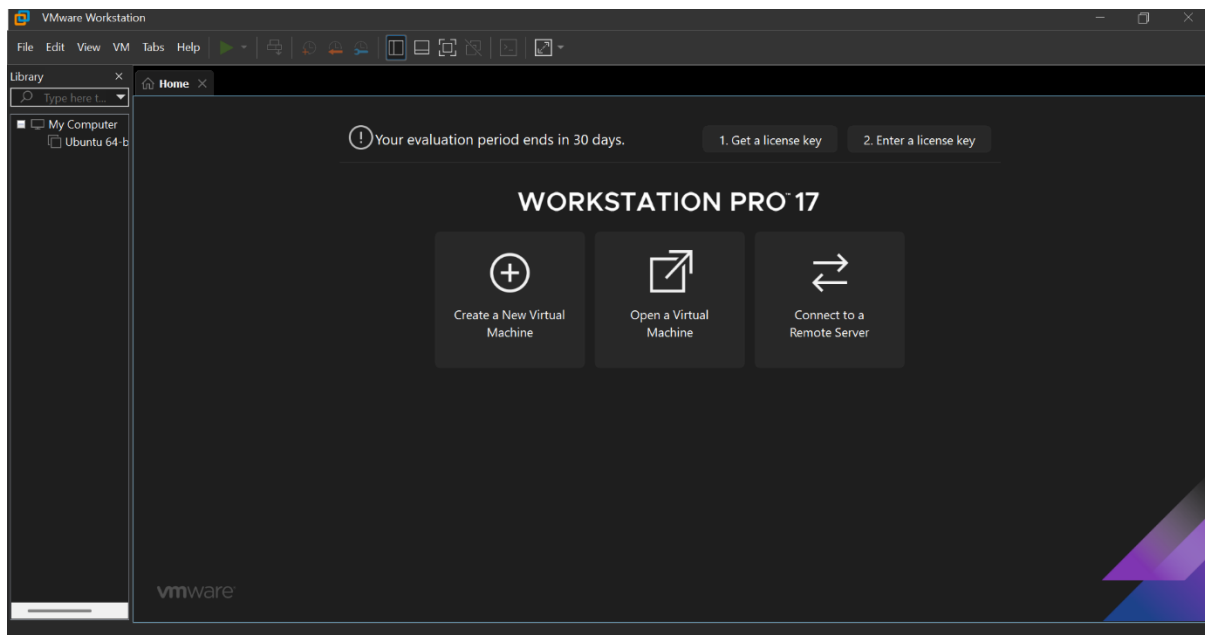 VMware Workstation
File Edit View VM Tabs Help
Library
Home
Type here t...
My Computer
Ubuntu 64-b
Your evaluation period ends in 30 days.
1. Get a license key
2. Enter a license key
WORKSTATION PRO™ 17
Create a New Virtual
Machine
Open a Virtual
Machine
Connect to a
Remote Server
vmware